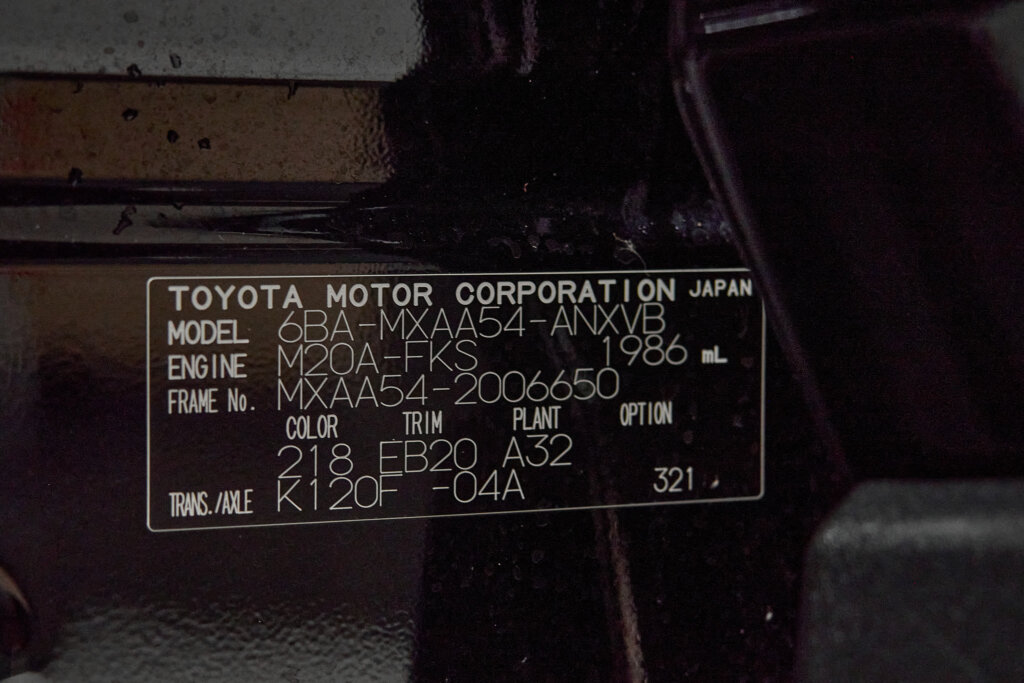 TOYOTA MOTOR CORPORATION JAPAN
MODEL 6BA-MXAA54-ANXVB
ENGINE M20A-FKS 1986 mL
FRAME No. MXAA54-2006650
COLOR TRIM PLANT OPTION
218 EB20 A32
TRANS./AXLE K120F -04A 321